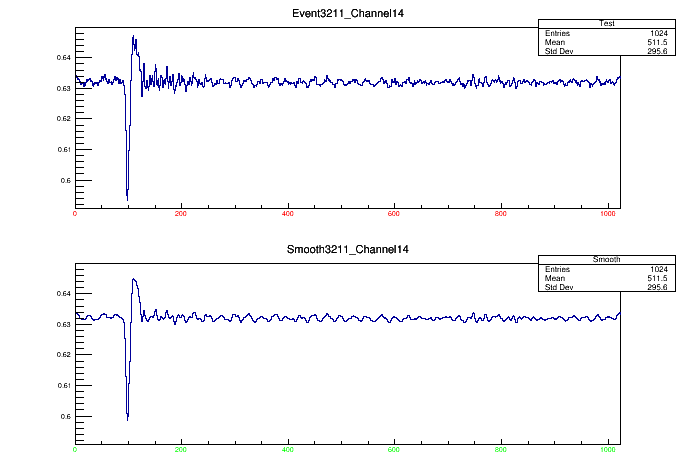 Event3211_Channel14
Test
Entries 1024
Mean 511.5
Std Dev 295.6
0.64
0.63
0.62
0.61
0.6
0 200 400 600 800 1000
Smooth3211_Channel14
Smooth
Entries 1024
Mean 511.5
Std Dev 295.6
0.64
0.63
0.62
0.61
0.6
0 200 400 600 800 1000